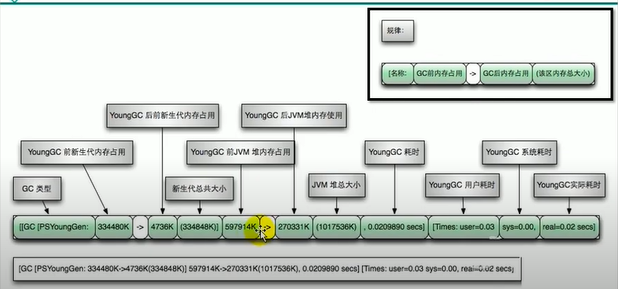 规律:
[名称: GC前内存占用 -> GC后内存占用 (该区内存总大小)
YoungGC 后前新生代内存占用 YoungGC 后JVM堆内存使用
YoungGC 前新生代内存占用 YoungGC 前JVM 堆内存占用 YoungGC 耗时 YoungGC 系统耗时
GC 类型 新生代总共大小 JVM 堆总大小 YoungGC 用户耗时 YoungGC实际耗时
[[GC [PSYoungGen: 334480K -> 4736K (334848K)] 597914K -> 270331K (1017536K) , 0.0209890 secs] [Times: user=0.03 sys=0.00, real=0.02 secs]
[GC [PSYoungGen: 334480K->4736K(334848K)] 597914K->270331K(1017536K), 0.0209890 secs] [Times: user=0.03 sys=0.00, real=0.02 secs]